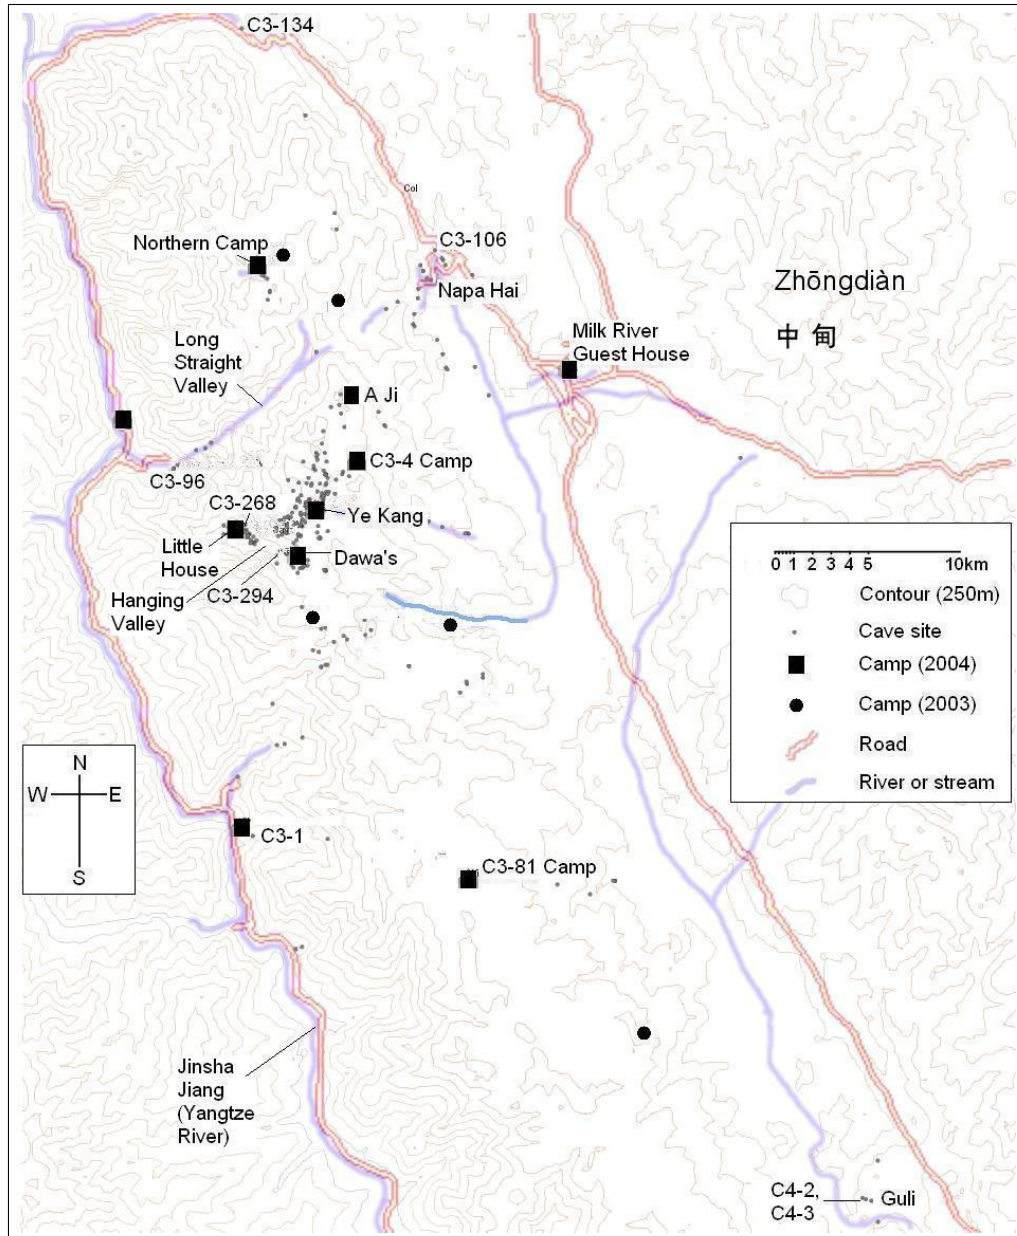 C3-134
Col
C3-106
Northern Camp
Zhōngdiàn
Napa Hai
中甸
Milk River
Guest House
Long
Straight
Valley
A Ji
C3-4 Camp
C3-96
C3-268
Ye Kang
Little
House
Dawa's
C3-294
Hanging
Valley
0 1 2 3 4 5 10km
Contour (250m)
Cave site
Camp (2004)
Camp (2003)
Road
River or stream
N
W E
S
C3-1
C3-81 Camp
Jinsha
Jiang
(Yangtze
River)
C4-2,
C4-3
Guli